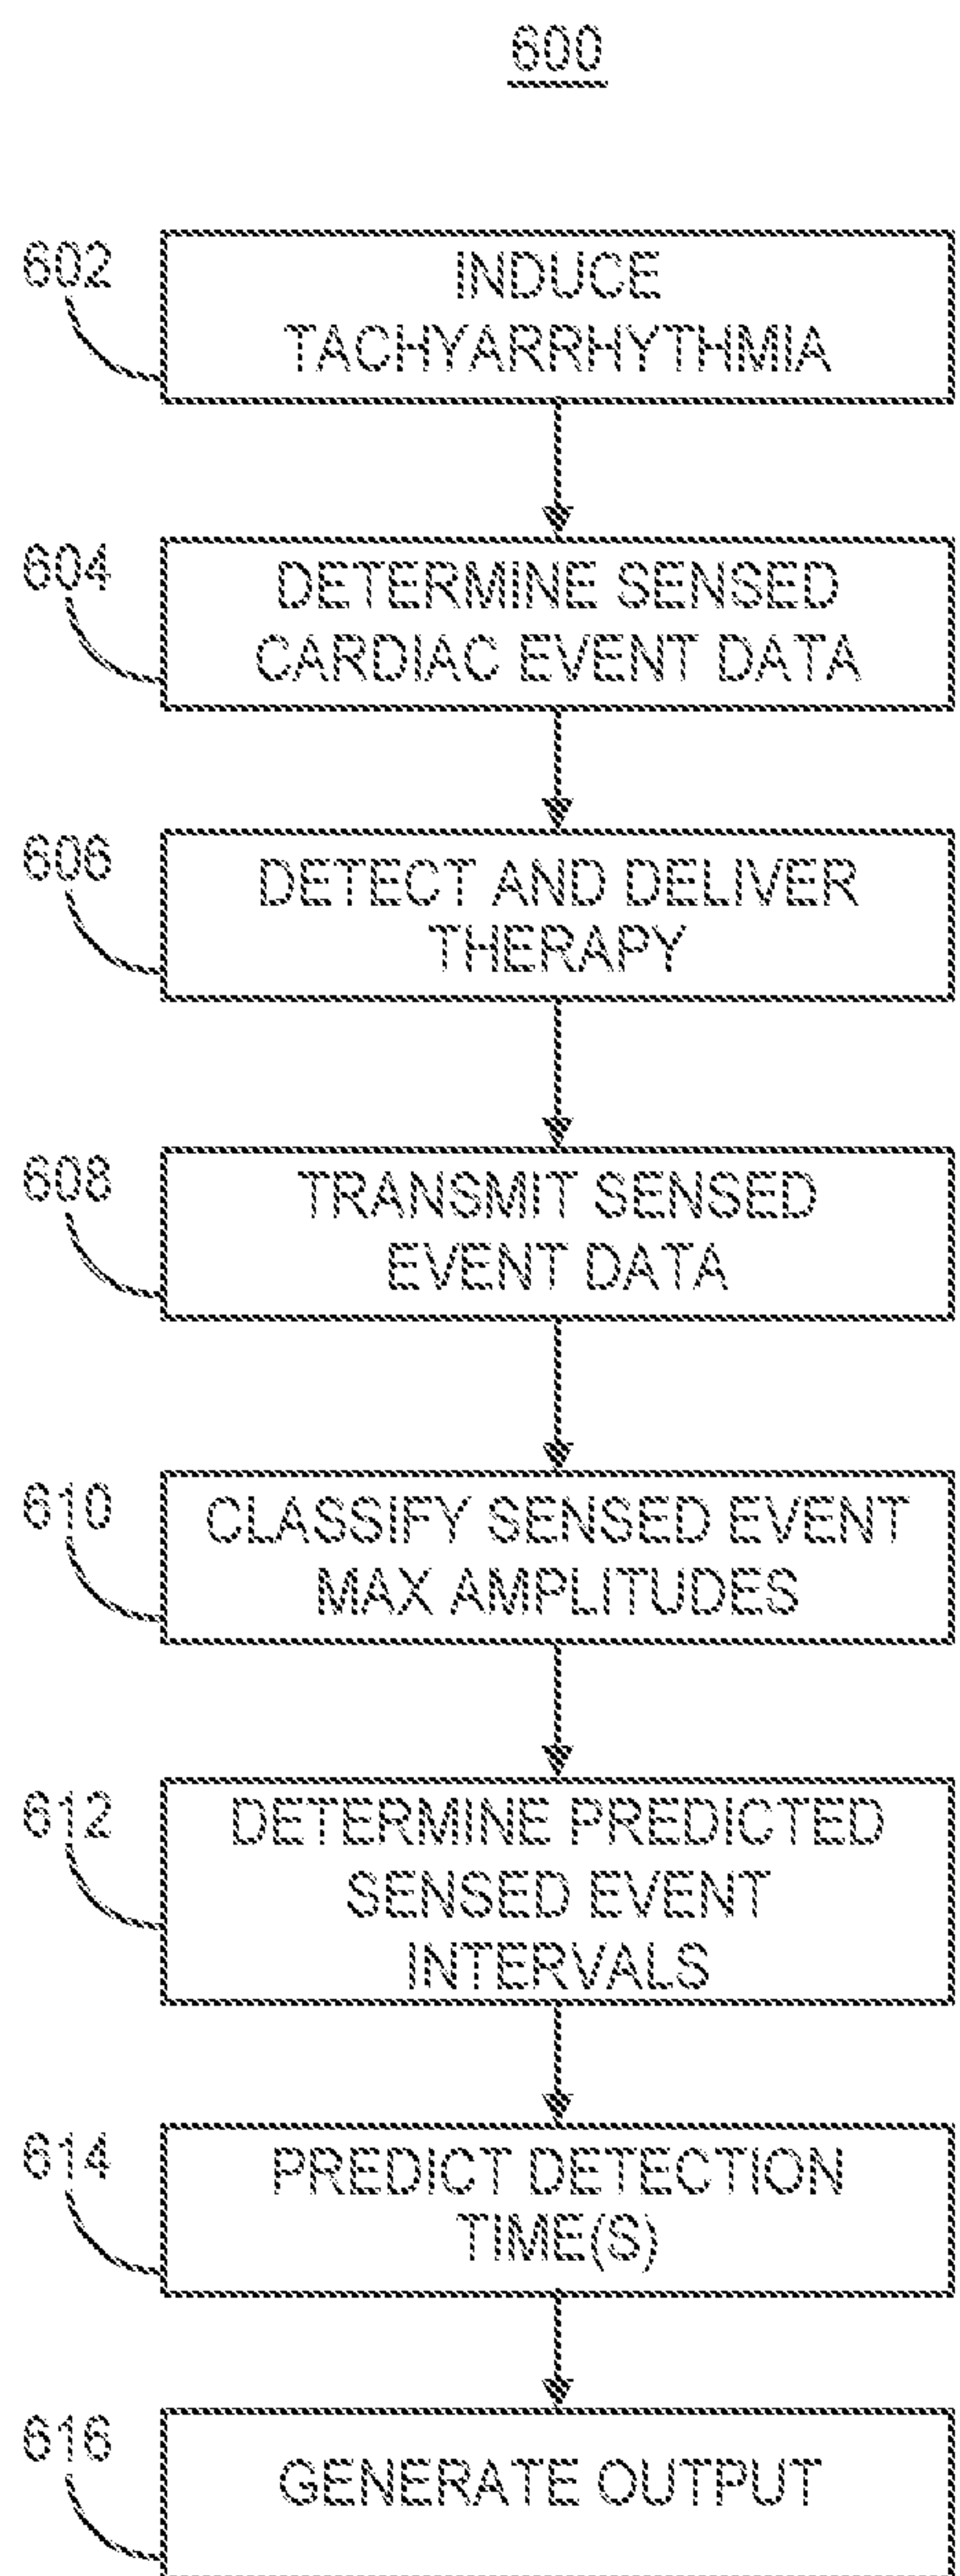 600
602
INDUCE
TACHYARRHYTHMIA
604
DETERMINE SENSED
CARDIAC EVENT DATA
606
DETECT AND DELIVER
THERAPY
608
TRANSMIT SENSED
EVENT DATA
610
CLASSIFY SENSED EVENT
MAX AMPLITUDES
612
DETERMINE PREDICTED
SENSED EVENT
INTERVALS
614
PREDICT DETECTION
TIME(S)
616
GENERATE OUTPUT